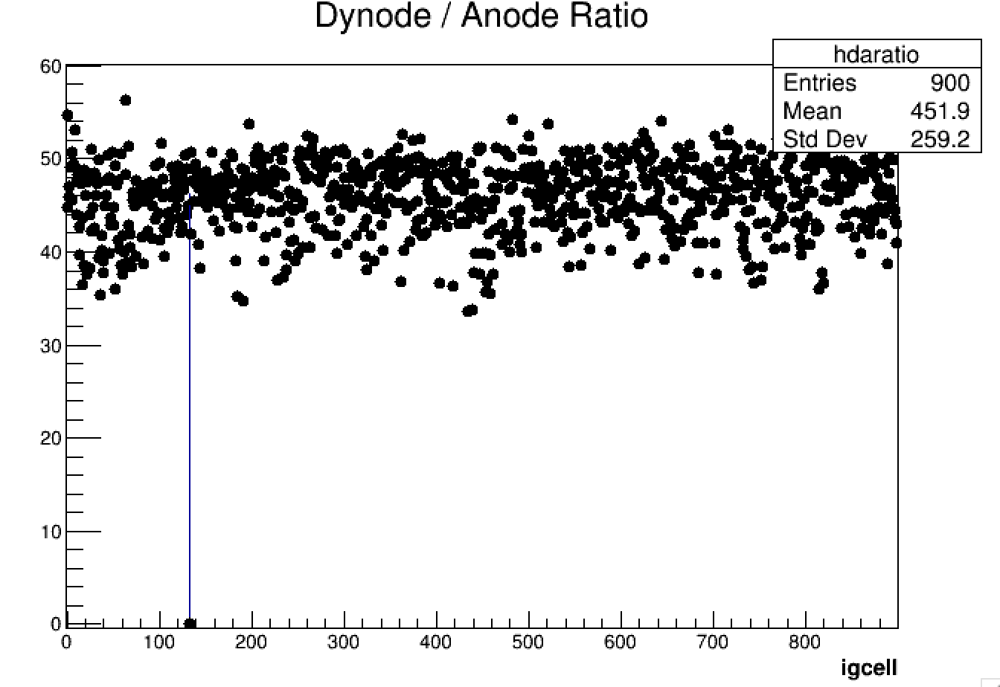 Dynode / Anode Ratio
hdaratio
Entries 900
Mean 451.9
Std Dev 259.2
60
50
40
30
20
10
0
0 100 200 300 400 500 600 700 800
igcell